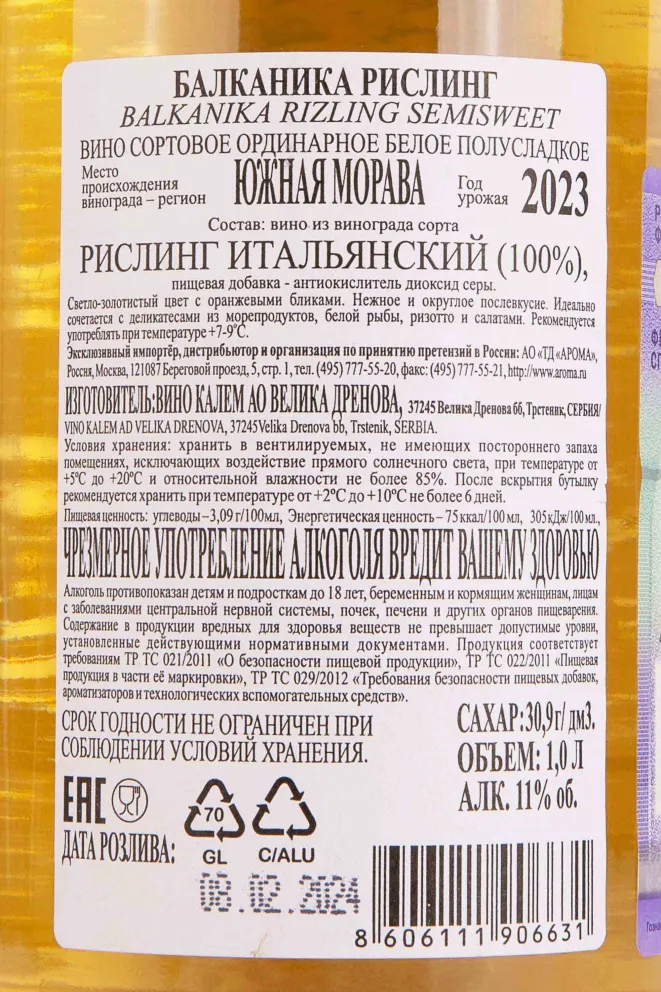 БАЛКАНИКА РИСЛИНГ
BALKANIKA RIZLING SEMISWEET
ВИНО СОРТОВОЕ ОРДИНАРНОЕ БЕЛОЕ ПОЛУСЛАДКОЕ
Место
происхождения
винограда – регион
ЮЖНАЯ МОРАВА
Год
урожая
2023
Состав: вино из винограда сорта
РИСЛИНГ ИТАЛЬЯНСКИЙ (100%),
пищевая добавка - антиокислитель диоксид серы.
Светло-золотистый цвет с оранжевыми бликами. Нежное и округлое послевкусие. Идеально
сочетается с деликатесами из морепродуктов, белой рыбы, ризотто и салатами. Рекомендуется
употреблять при температуре +7-9°С.
Эксклюзивный импортёр, дистрибьютор и организация по принятию претензий в России: АО «ТД «АРОМА»,
Россия, Москва, 121087 Береговой проезд, 5, стр. 1, тел. (495) 777-55-20, факс: (495) 777-55-21, http://www.aroma.ru
ИЗГОТОВИТЕЛЬ:ВИНО КАЛЕМ АО ВЕЛИКА ДРЕНОВА, 37245 Велика Дренова бб, Трстеник, СЕРБИЯ/
VINO KALEM AD VELIKA DRENOVA, 37245 Velika Drenova bb, Trstenik, SERBIA.
Условия хранения: хранить в вентилируемых, не имеющих постороннего запаха
помещениях, исключающих воздействие прямого солнечного света, при температуре от
+5°С до +20°С и относительной влажности не более 85%. После вскрытия бутылку
рекомендуется хранить при температуре от +2°С до +10°С не более 6 дней.
Пищевая ценность: углеводы – 3,09 г/100мл, Энергетическая ценность – 75 ккал/100 мл, 305 кДж/100 мл.,
ЧРЕЗМЕРНОЕ УПОТРЕБЛЕНИЕ АЛКОГОЛЯ ВРЕДИТ ВАШЕМУ ЗДОРОВЬЮ
Алкоголь противопоказан детям и подросткам до 18 лет, беременным и кормящим женщинам, лицам
с заболеваниями центральной нервной системы, почек, печени и других органов пищеварения.
Содержание в продукции вредных для здоровья веществ не превышает допустимые уровни,
установленные действующими нормативными документами. Продукция соответствует
требованиям ТР ТС 021/2011 «О безопасности пищевой продукции», ТР ТС 022/2011 «Пищевая
продукция в части её маркировки», ТР ТС 029/2012 «Требования безопасности пищевых добавок,
ароматизаторов и технологических вспомогательных средств».
СРОК ГОДНОСТИ НЕ ОГРАНИЧЕН ПРИ
СОБЛЮДЕНИИ УСЛОВИЙ ХРАНЕНИЯ.
САХАР:30,9г/ дм3.
ОБЪЕМ: 1,0 Л
АЛК. 11% об.
EAC
70
GL
C/ALU
ДАТА РОЗЛИВА:
08.02.2024
8 606111 906631